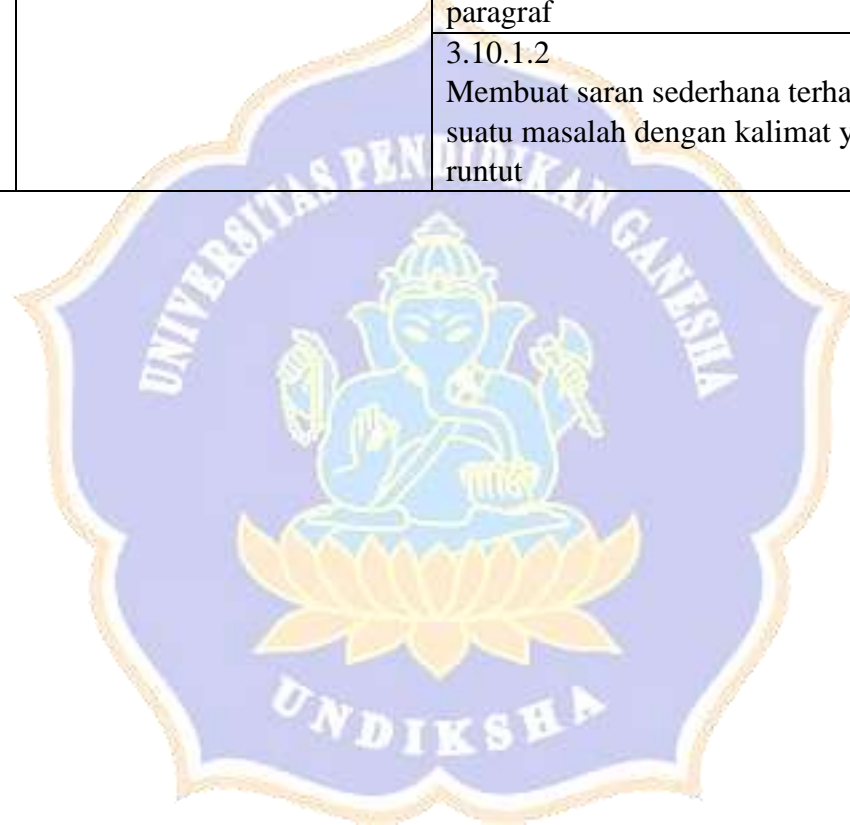 paragraf
3.10.1.2
Membuat saran sederhana terha
suatu masalah dengan kalimat y
runtut
UNIVERSITAS PENDIDIKAN GANESHA
UNDIKSHA